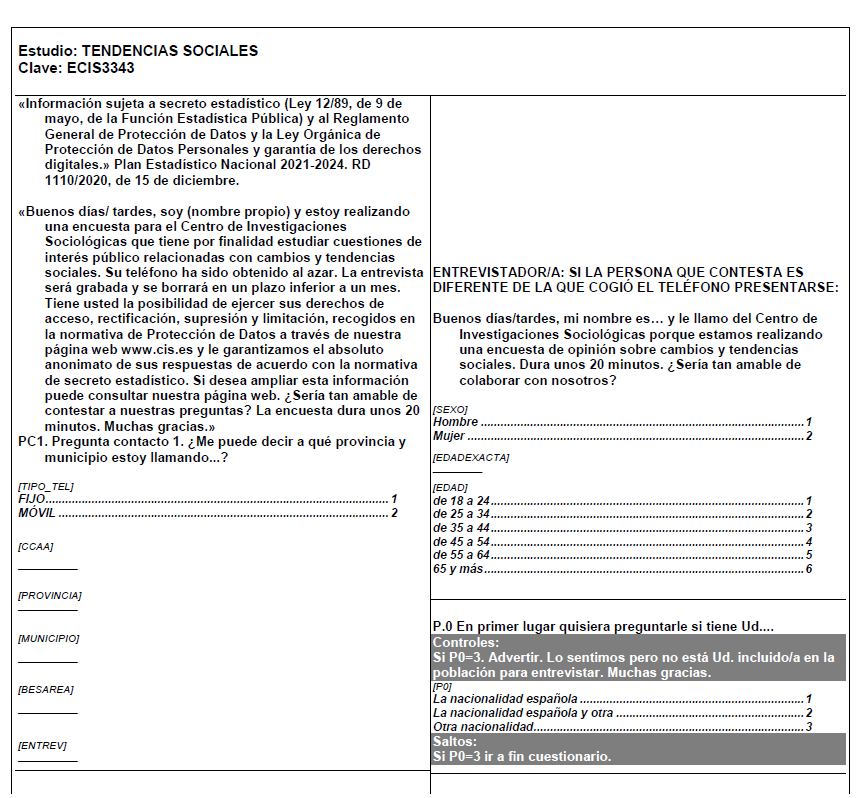 Estudio: TENDENCIAS SOCIALES
Clave: ECIS3343
«Información sujeta a secreto estadístico (Ley 12/89, de 9 de
mayo, de la Función Estadística Pública) y al Reglamento
General de Protección de Datos y la Ley Orgánica de
Protección de Datos Personales y garantía de los derechos
digitales.» Plan Estadístico Nacional 2021-2024. RD
1110/2020, de 15 de diciembre.
«Buenos días/ tardes, soy (nombre propio) y estoy realizando
una encuesta para el Centro de Investigaciones
Sociológicas que tiene por finalidad estudiar cuestiones de
interés público relacionadas con cambios y tendencias
sociales. Su teléfono ha sido obtenido al azar. La entrevista
será grabada y se borrará en un plazo inferior a un mes.
Tiene usted la posibilidad de ejercer sus derechos de
acceso, rectificación, supresión y limitación, recogidos en
la normativa de Protección de Datos a través de nuestra
página web www.cis.es y le garantizamos el absoluto
anonimato de sus respuestas de acuerdo con la normativa
de secreto estadístico. Si desea ampliar esta información
puede consultar nuestra página web. ¿Sería tan amable de
contestar a nuestras preguntas? La encuesta dura unos 20
minutos. Muchas gracias.»
PC1. Pregunta contacto 1. ¿Me puede decir a qué provincia y
municipio estoy llamando...?
[TIPO_TEL]
FIJO........................ 1
MÓVIL ........................ 2
[CCAA]
[PROVINCIA]
[MUNICIPIO]
[BESAREA]
[ENTREV]
ENTREVISTADOR/A: SI LA PERSONA QUE CONTESTA ES
DIFERENTE DE LA QUE COGIÓ EL TELÉFONO PRESENTARSE:
Buenos días/tardes, mi nombre es… y le llamo del Centro de
Investigaciones Sociológicas porque estamos realizando
una encuesta de opinión sobre cambios y tendencias
sociales. Dura unos 20 minutos. ¿Sería tan amable de
colaborar con nosotros?
[SEXO]
Hombre ........................ 1
Mujer ........................ 2
[EDADEXACTA]
[EDAD]
de 18 a 24........................ 1
de 25 a 34........................ 2
de 35 a 44........................ 3
de 45 a 54........................ 4
de 55 a 64........................ 5
65 y más........................ 6
P.0 En primer lugar quisiera preguntarle si tiene Ud....
Controles:
Si P0=3. Advertir. Lo sentimos pero no está Ud. incluido/a en la
población para entrevistar. Muchas gracias.
[P0]
La nacionalidad española ........................ 1
La nacionalidad española y otra ........................ 2
Otra nacionalidad........................ 3
Saltos:
Si P0=3 ir a fin cuestionario.